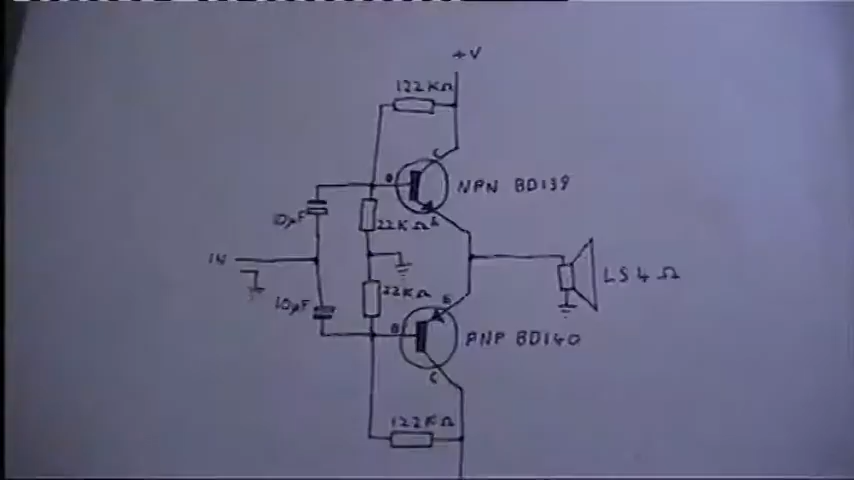 +V
122KΩ
C
B
NPN BD139
10µF
22KΩ
E
IN
LS 4Ω
22KΩ
10µF
E
B
PNP BD140
C
122KΩ